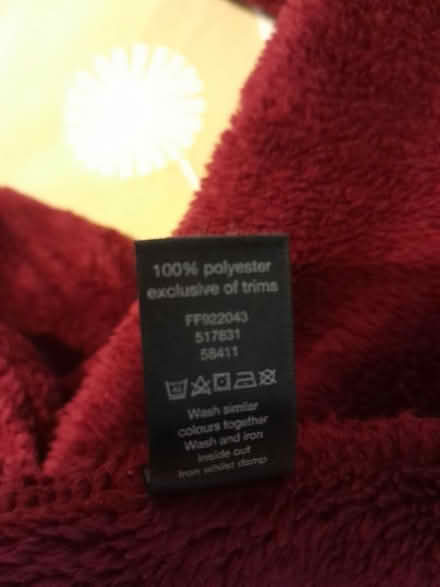 100% polyester
exclusive of trims
FF922043
517831
58411
Wash similar
colours together
Wash and iron
inside out
Iron whilst damp